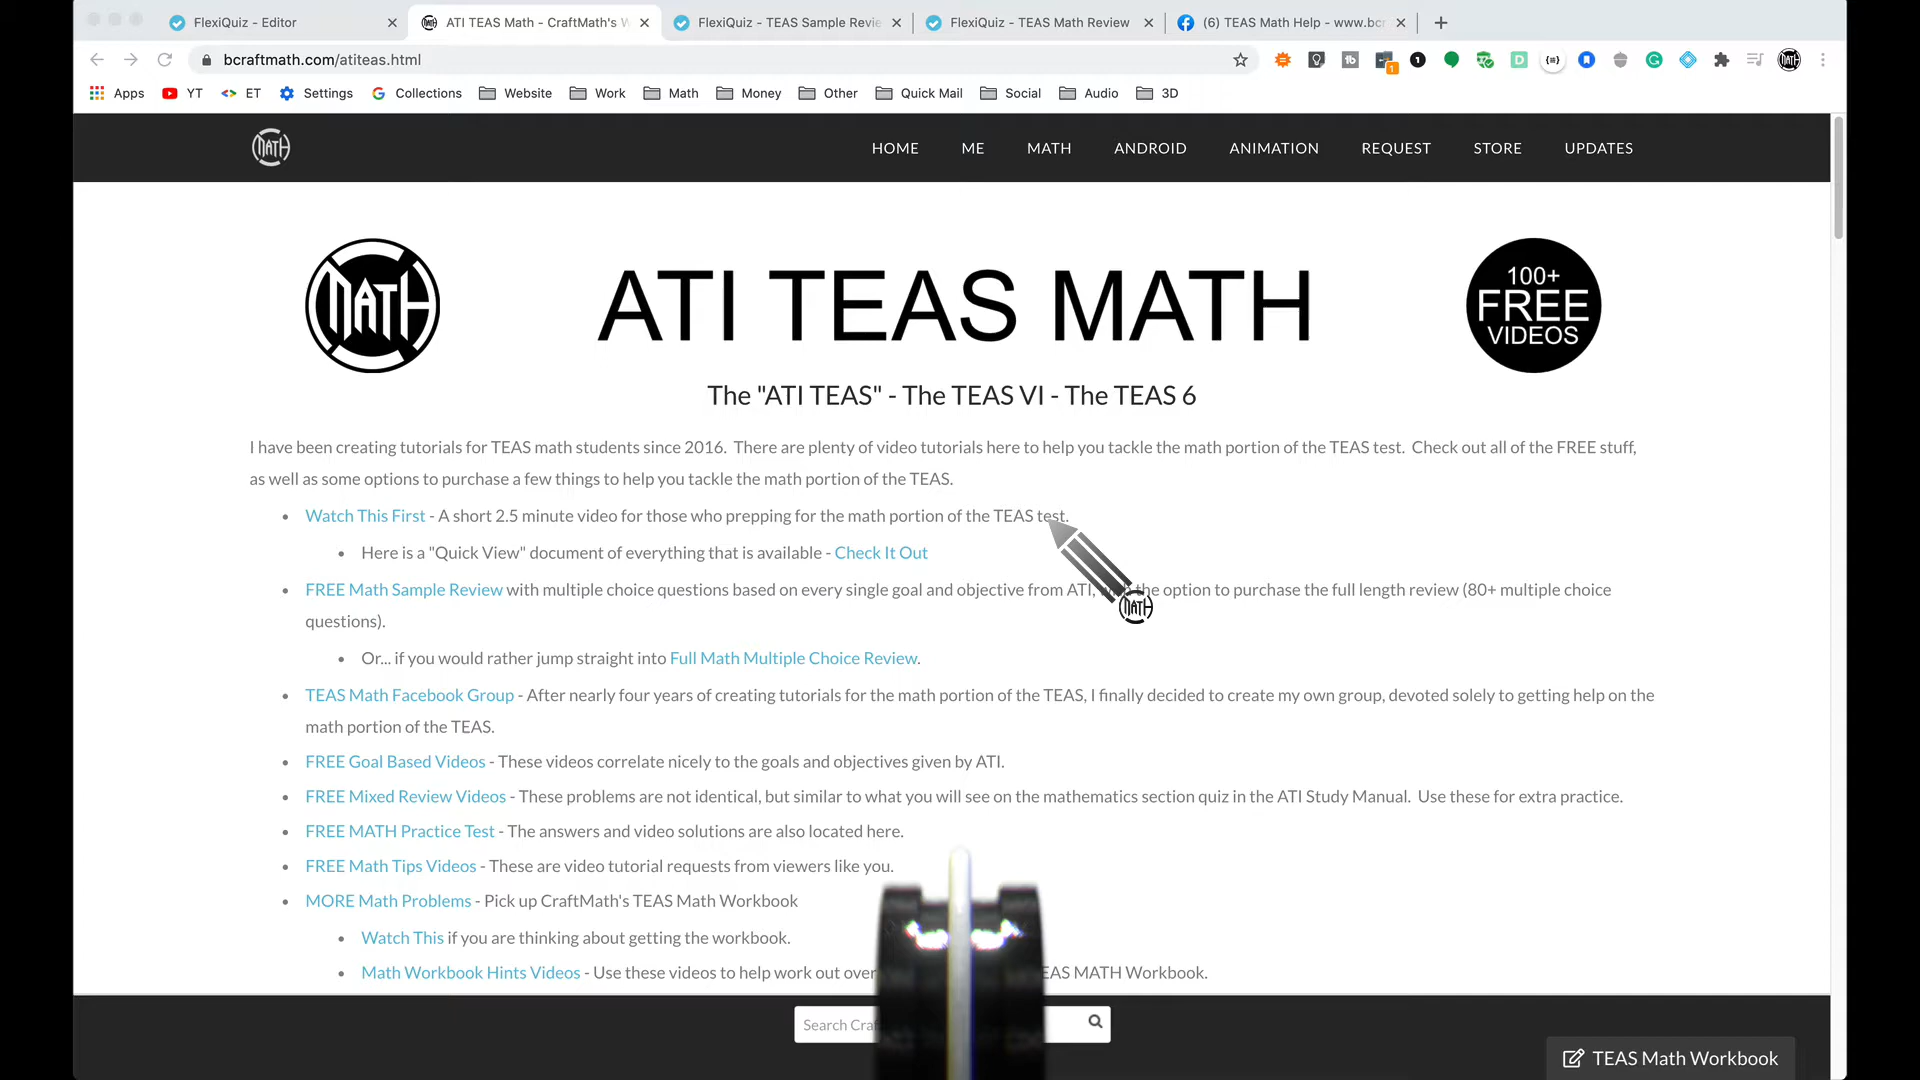 FlexiQuiz - Editor
ATI TEAS Math - CraftMath's W
FlexiQuiz - TEAS Sample Revie
FlexiQuiz - TEAS Math Review
(6) TEAS Math Help - www.bcr
bcraftmath.com/atiteas.html
Apps YT ET Settings Collections Website Work Math Money Other Quick Mail Social Audio 3D
MATH HOME ME MATH ANDROID ANIMATION REQUEST STORE UPDATES
MATH
ATI TEAS MATH
100+
FREE
VIDEOS
The "ATI TEAS" - The TEAS VI - The TEAS 6
I have been creating tutorials for TEAS math students since 2016. There are plenty of video tutorials here to help you tackle the math portion of the TEAS test. Check out all of the FREE stuff,
as well as some options to purchase a few things to help you tackle the math portion of the TEAS.
• Watch This First - A short 2.5 minute video for those who prepping for the math portion of the TEAS test.
• Here is a "Quick View" document of everything that is available - Check It Out
• FREE Math Sample Review with multiple choice questions based on every single goal and objective from ATI, the option to purchase the full length review (80+ multiple choice
questions).
MATH
• Or... if you would rather jump straight into Full Math Multiple Choice Review.
• TEAS Math Facebook Group - After nearly four years of creating tutorials for the math portion of the TEAS, I finally decided to create my own group, devoted solely to getting help on the
math portion of the TEAS.
• FREE Goal Based Videos - These videos correlate nicely to the goals and objectives given by ATI.
• FREE Mixed Review Videos - These problems are not identical, but similar to what you will see on the mathematics section quiz in the ATI Study Manual. Use these for extra practice.
• FREE MATH Practice Test - The answers and video solutions are also located here.
• FREE Math Tips Videos - These are video tutorial requests from viewers like you.
• MORE Math Problems - Pick up CraftMath's TEAS Math Workbook
• Watch This if you are thinking about getting the workbook.
• Math Workbook Hints Videos - Use these videos to help work out over EAS MATH Workbook.
Search Cra
TEAS Math Workbook